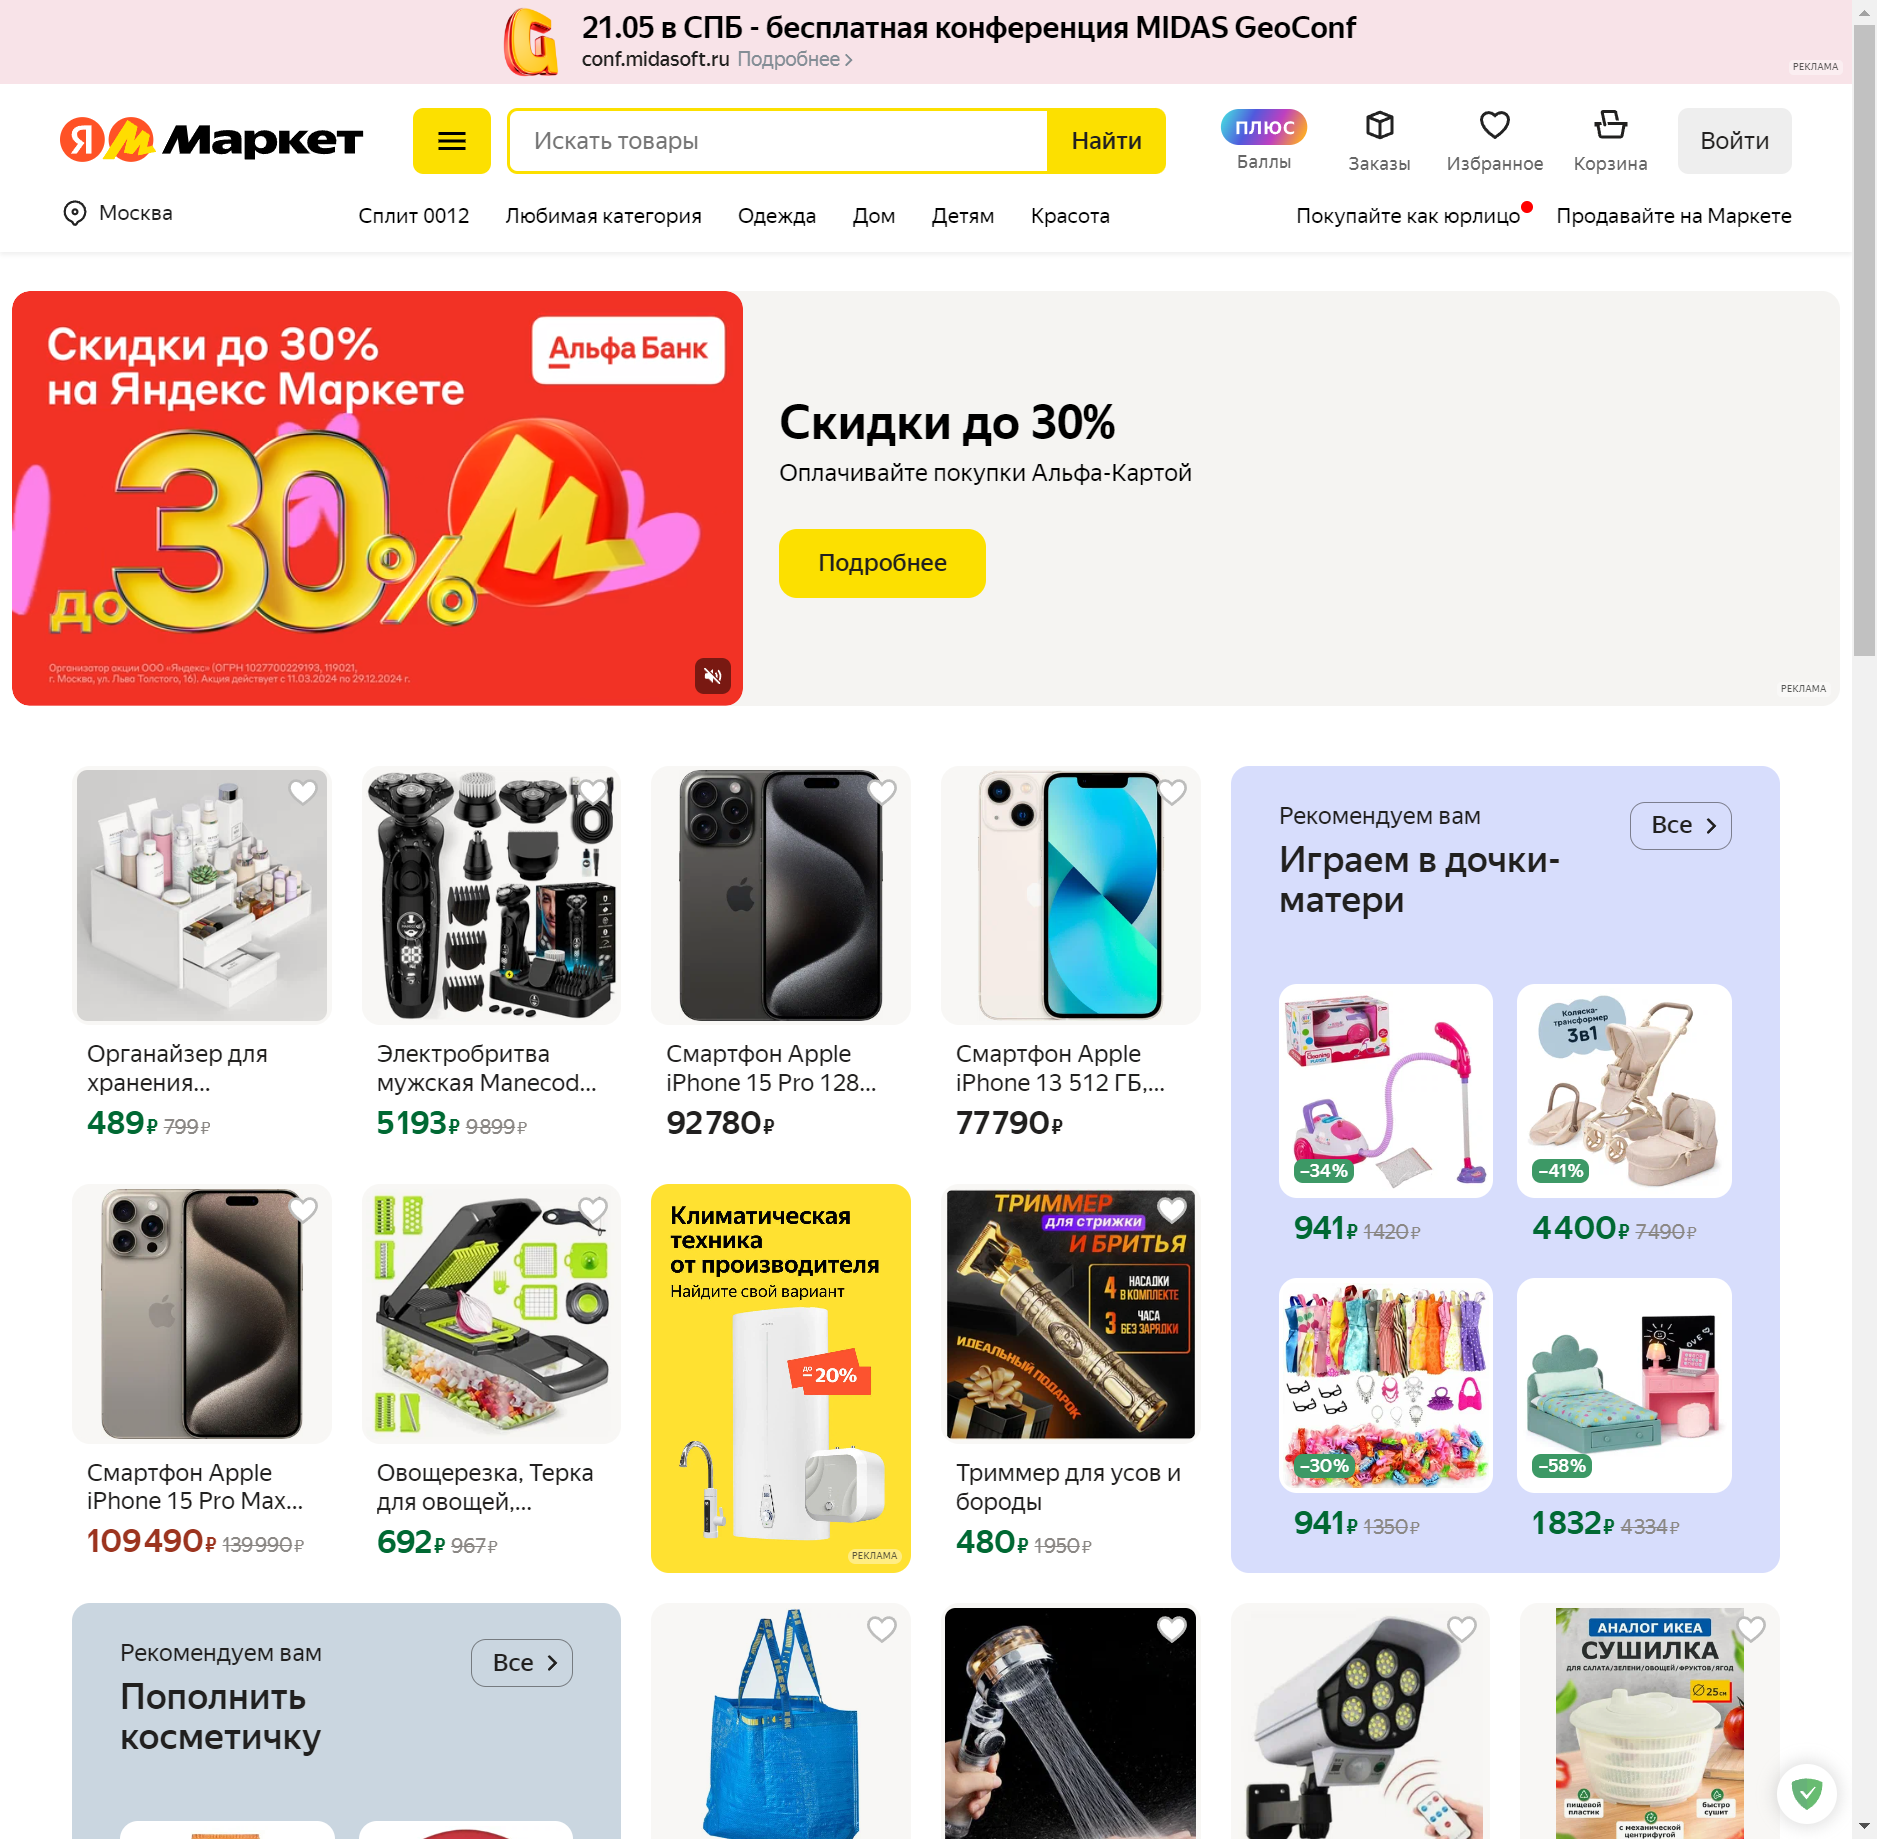 21.05 в СПБ - бесплатная конференция MIDAS GeoConf
conf.midasoft.ru Подробнее
РЕКЛАМА
Я М Маркет
Искать товары
Найти
ПЛЮС
Баллы
Заказы
Избранное
Корзина
Войти
Москва
Сплит 0012
Любимая категория
Одежда
Дом
Детям
Красота
Покупайте как юрлицо
Продавайте на Маркете
Скидки до 30%
на Яндекс Маркете
Альфа Банк
до 30%
Организатор акции ООО «Яндекс» (ОГРН 1027700229193, 119021,
г. Москва, ул. Льва Толстого, 16). Акция действует с 11.03.2024 по 29.12.2024 г.
Скидки до 30%
Оплачивайте покупки Альфа-Картой
Подробнее
РЕКЛАМА
Органайзер для
хранения...
489₽ 799₽
Электробритва
мужская Manecod...
5193₽ 9899₽
Смартфон Apple
iPhone 15 Pro 128...
92780₽
Смартфон Apple
iPhone 13 512 ГБ,...
77790₽
Рекомендуем вам
Все
Играем в дочки-
матери
Коляска-
трансформер
3в1
–34%
–41%
941₽ 1420₽
4400₽ 7490₽
–30%
–58%
941₽ 1350₽
1832₽ 4334₽
Смартфон Apple
iPhone 15 Pro Max...
109490₽ 139990₽
Овощерезка, Терка
для овощей,...
692₽ 967₽
Климатическая
техника
от производителя
Найдите свой вариант
до
–20%
РЕКЛАМА
ТРИММЕР
для стрижки
И БРИТЬЯ
4 НАСАДКИ
В КОМПЛЕКТЕ
3 ЧАСА
БЕЗ ЗАРЯДКИ
ИДЕАЛЬНЫЙ ПОДАРОК
Триммер для усов и
бороды
480₽ 1950₽
Рекомендуем вам
Все
Пополнить
косметичку
АНАЛОГ ИКЕА
СУШИЛКА
ДЛЯ САЛАТА/ЗЕЛЕНИ/ОВОЩЕЙ/ФРУКТОВ/ЯГОД
25см
пищевой
пластик
быстро
сушит
с механической
центрифугой